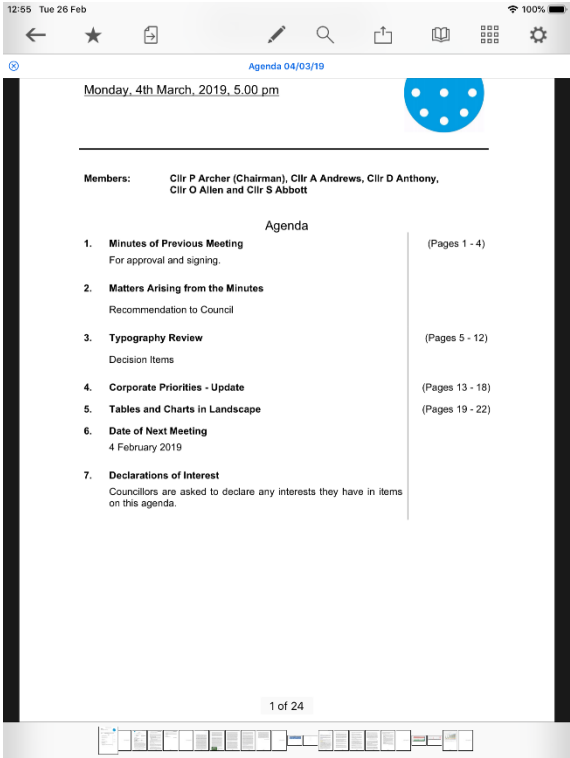 12:55 Tue 26 Feb 100%
Agenda 04/03/19
Monday, 4th March, 2019, 5.00 pm
Members: Cllr P Archer (Chairman), Cllr A Andrews, Cllr D Anthony,
Cllr O Allen and Cllr S Abbott
Agenda
1. Minutes of Previous Meeting (Pages 1 - 4)
For approval and signing.
2. Matters Arising from the Minutes
Recommendation to Council
3. Typography Review (Pages 5 - 12)
Decision Items
4. Corporate Priorities - Update (Pages 13 - 18)
5. Tables and Charts in Landscape (Pages 19 - 22)
6. Date of Next Meeting
4 February 2019
7. Declarations of Interest
Councillors are asked to declare any interests they have in items
on this agenda.
1 of 24